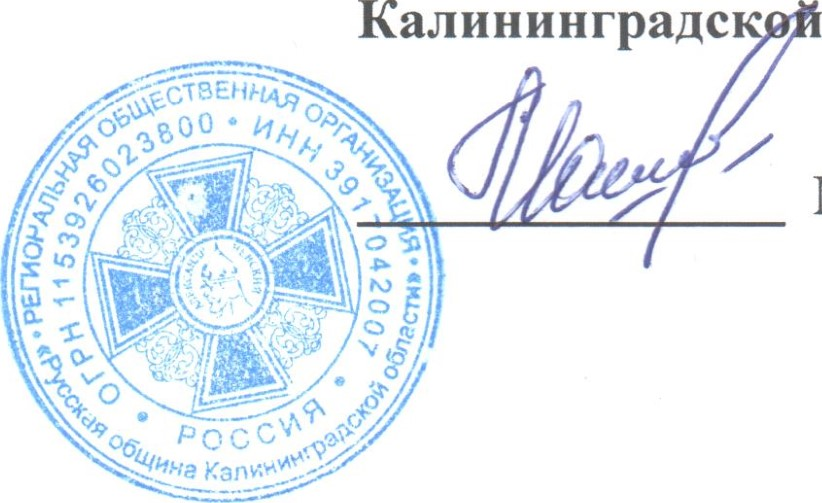 Калининградской
РЕГИОНАЛЬНАЯ ОБЩЕСТВЕННАЯ ОРГАНИЗАЦИЯ
«Русская община Калининградской области»
ОГРН 1153926023800 • ИНН 3917042007 •
РОССИЯ